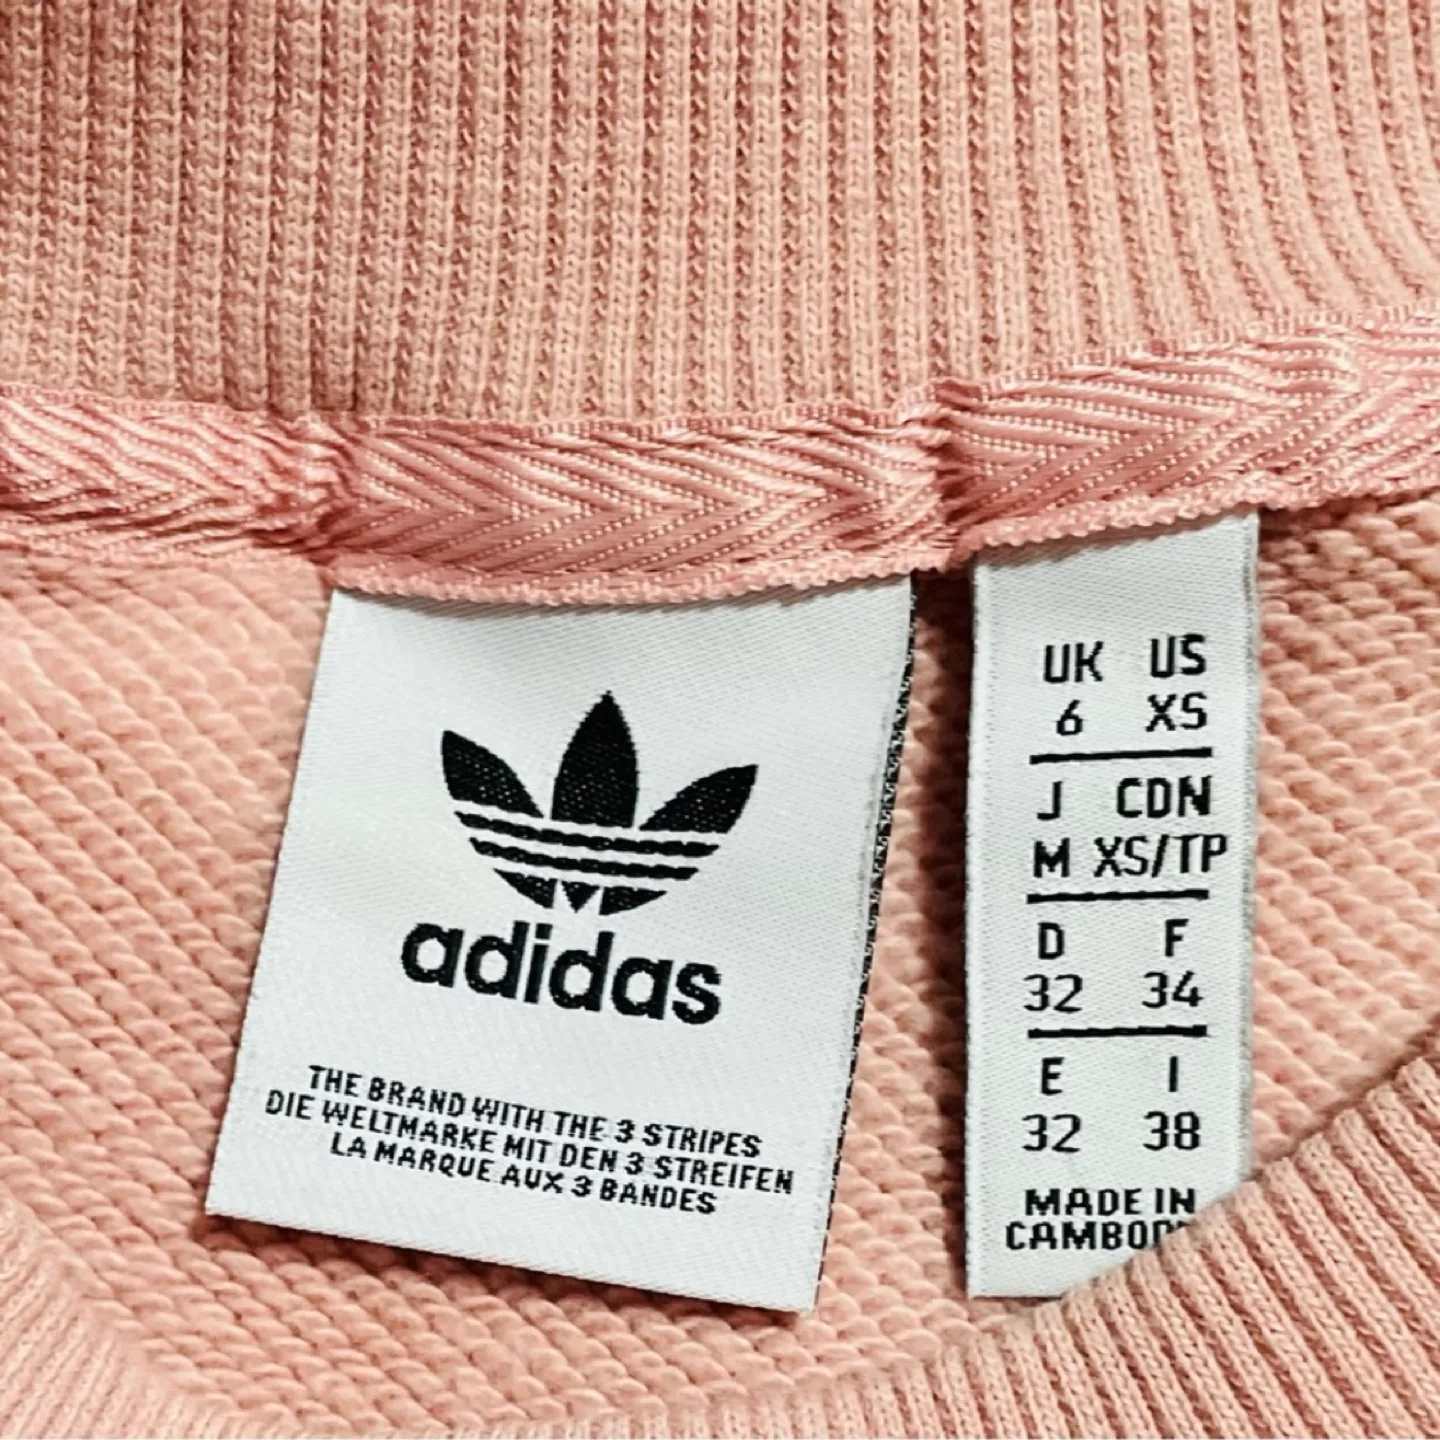 adidas
THE BRAND WITH THE 3 STRIPES
DIE WELTMARKE MIT DEN 3 STREIFEN
LA MARQUE AUX 3 BANDES
UK US
6 XS
J CDN
M XS/TP
D F
32 34
E I
32 38
MADE IN